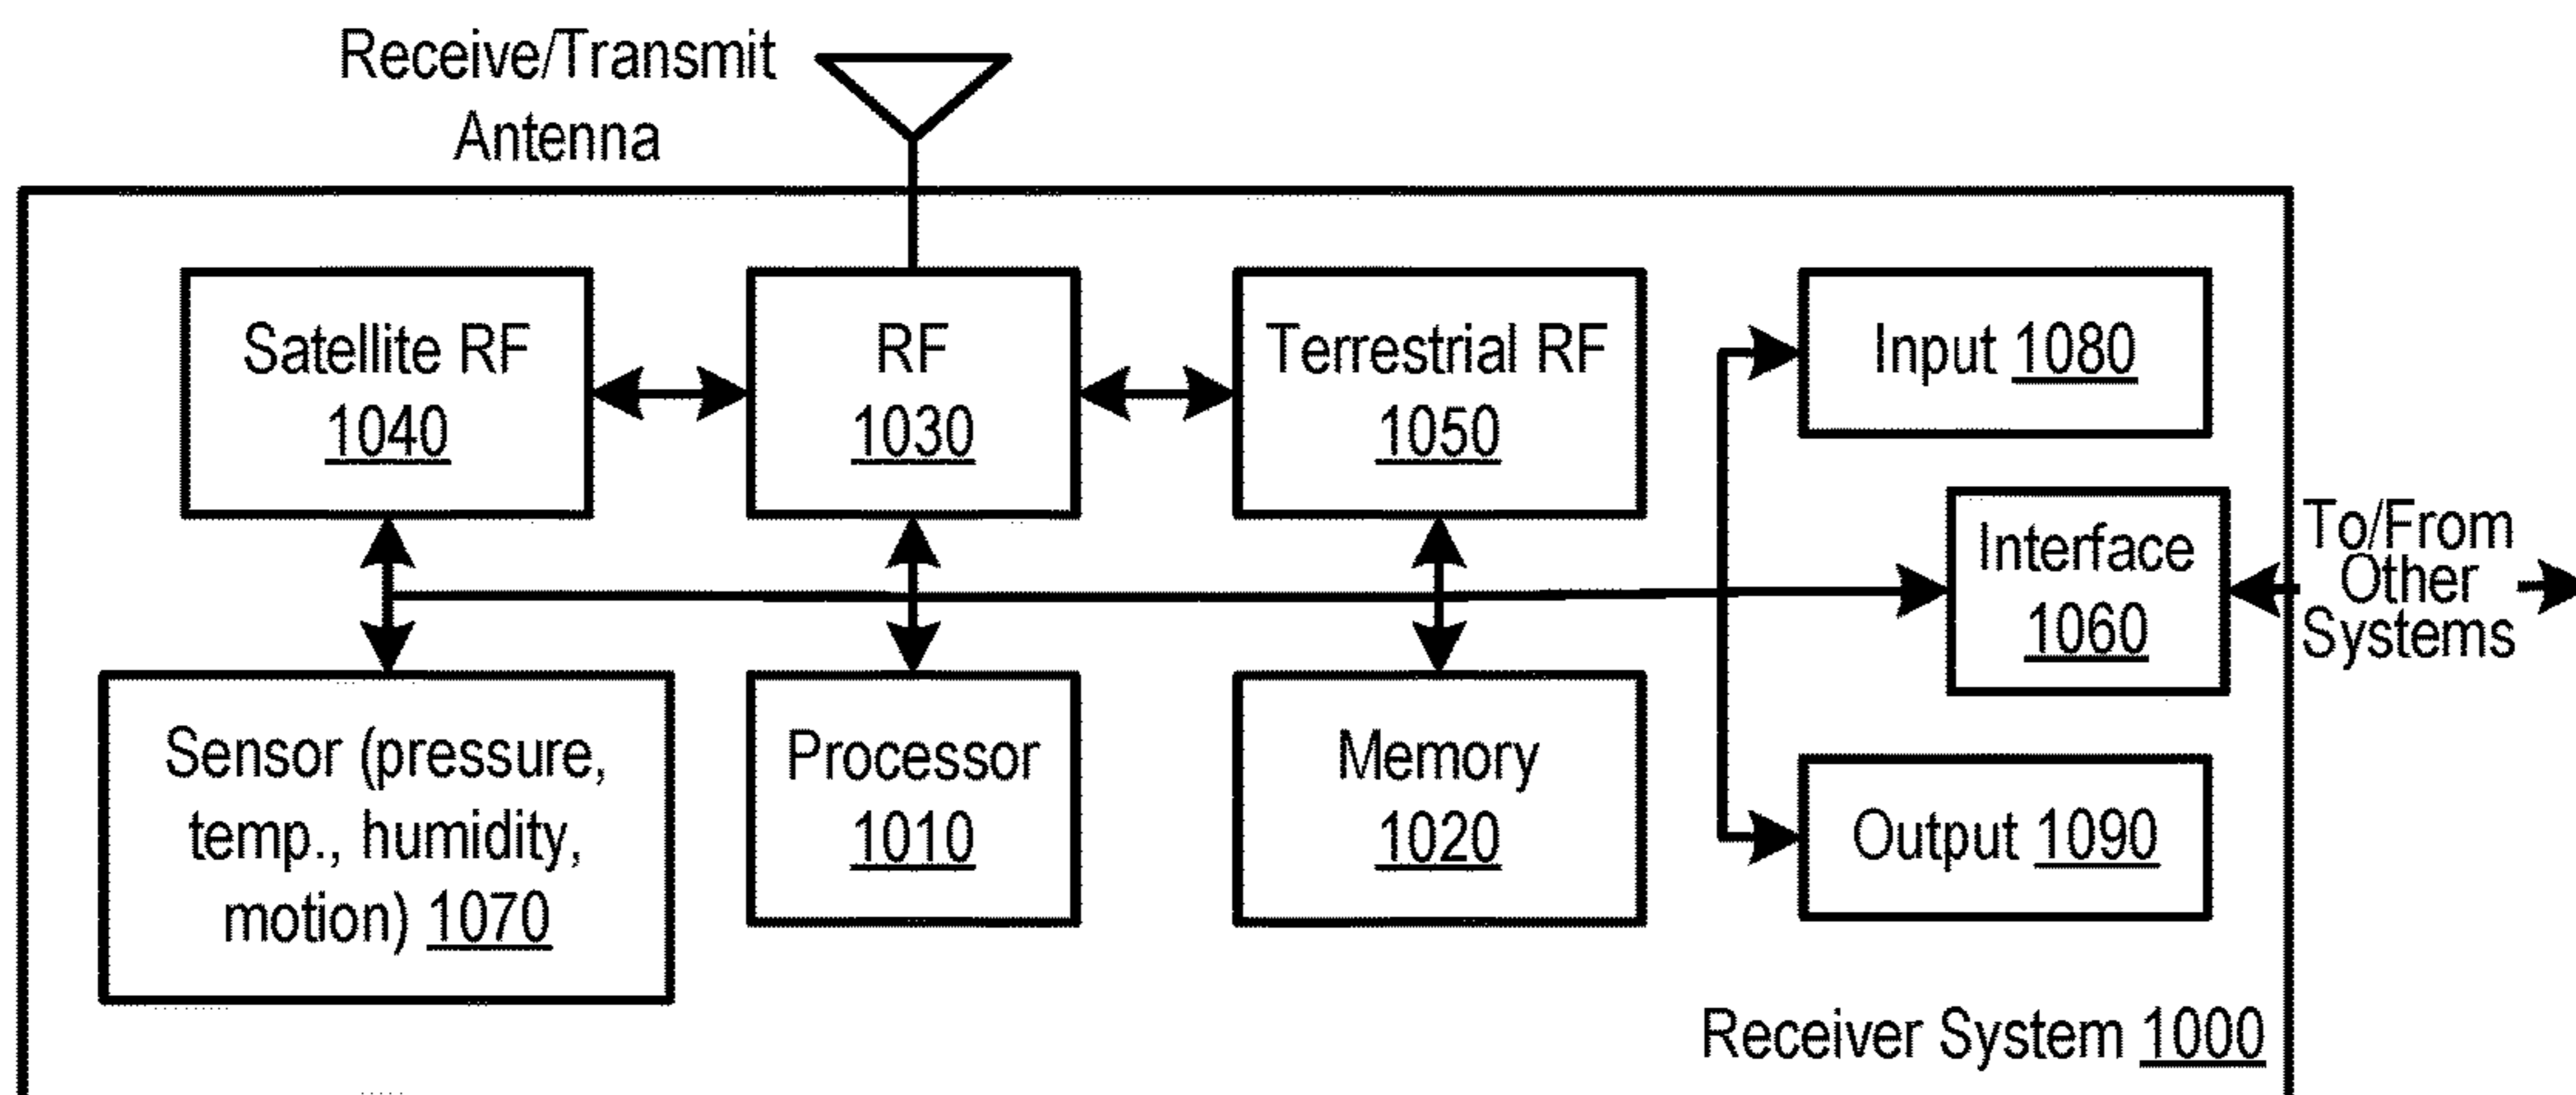 Receive/Transmit
Antenna
Satellite RF
1040
RF
1030
Terrestrial RF
1050
Input 1080
Interface
1060
To/From
Other
Systems
Sensor (pressure,
temp., humidity,
motion) 1070
Processor
1010
Memory
1020
Output 1090
Receiver System 1000